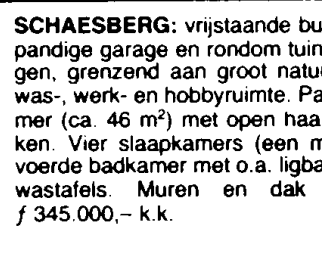 SCHAESBERG: vrijstaande bu
pandige garage en rondom tuin
gen, grenzend aan groot natu
was-, werk- en hobbyruimte. Pa
mer (ca. 46 m²) met open haa
ken. Vier slaapkamers (een m
voerde badkamer met o.a. ligba
wastafels. Muren en dak
ƒ 345.000,– k.k.